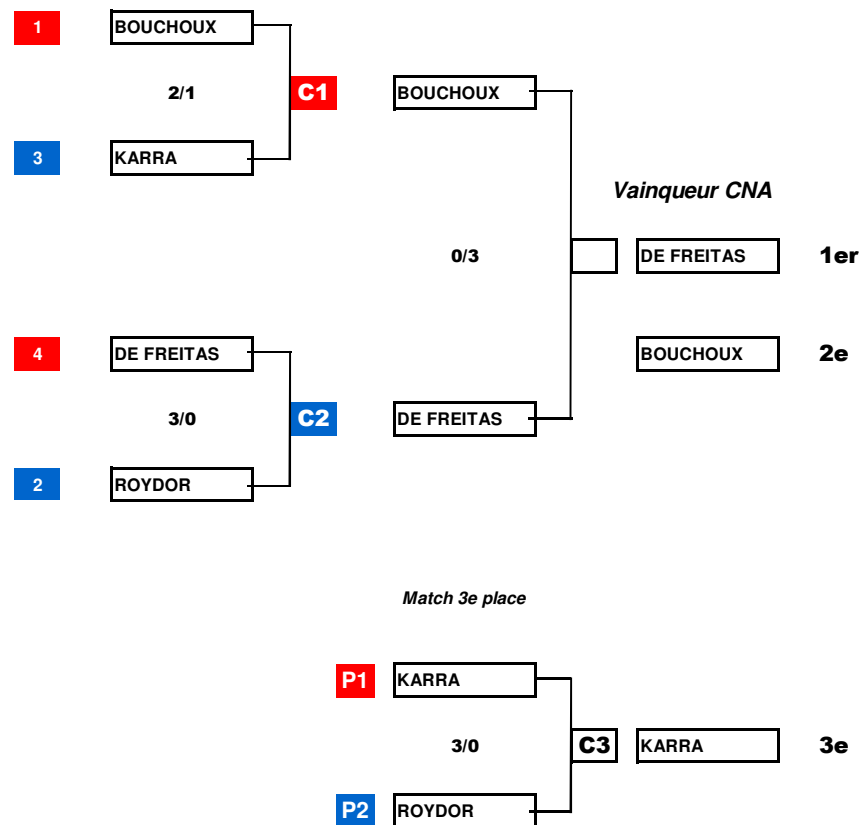 1 BOUCHOUX
2/1 C1 BOUCHOUX
3 KARRA
Vainqueur CNA
0/3 DE FREITAS 1er
4 DE FREITAS BOUCHOUX 2e
3/0 C2 DE FREITAS
2 ROYDOR
Match 3e place
P1 KARRA
3/0 C3 KARRA 3e
P2 ROYDOR